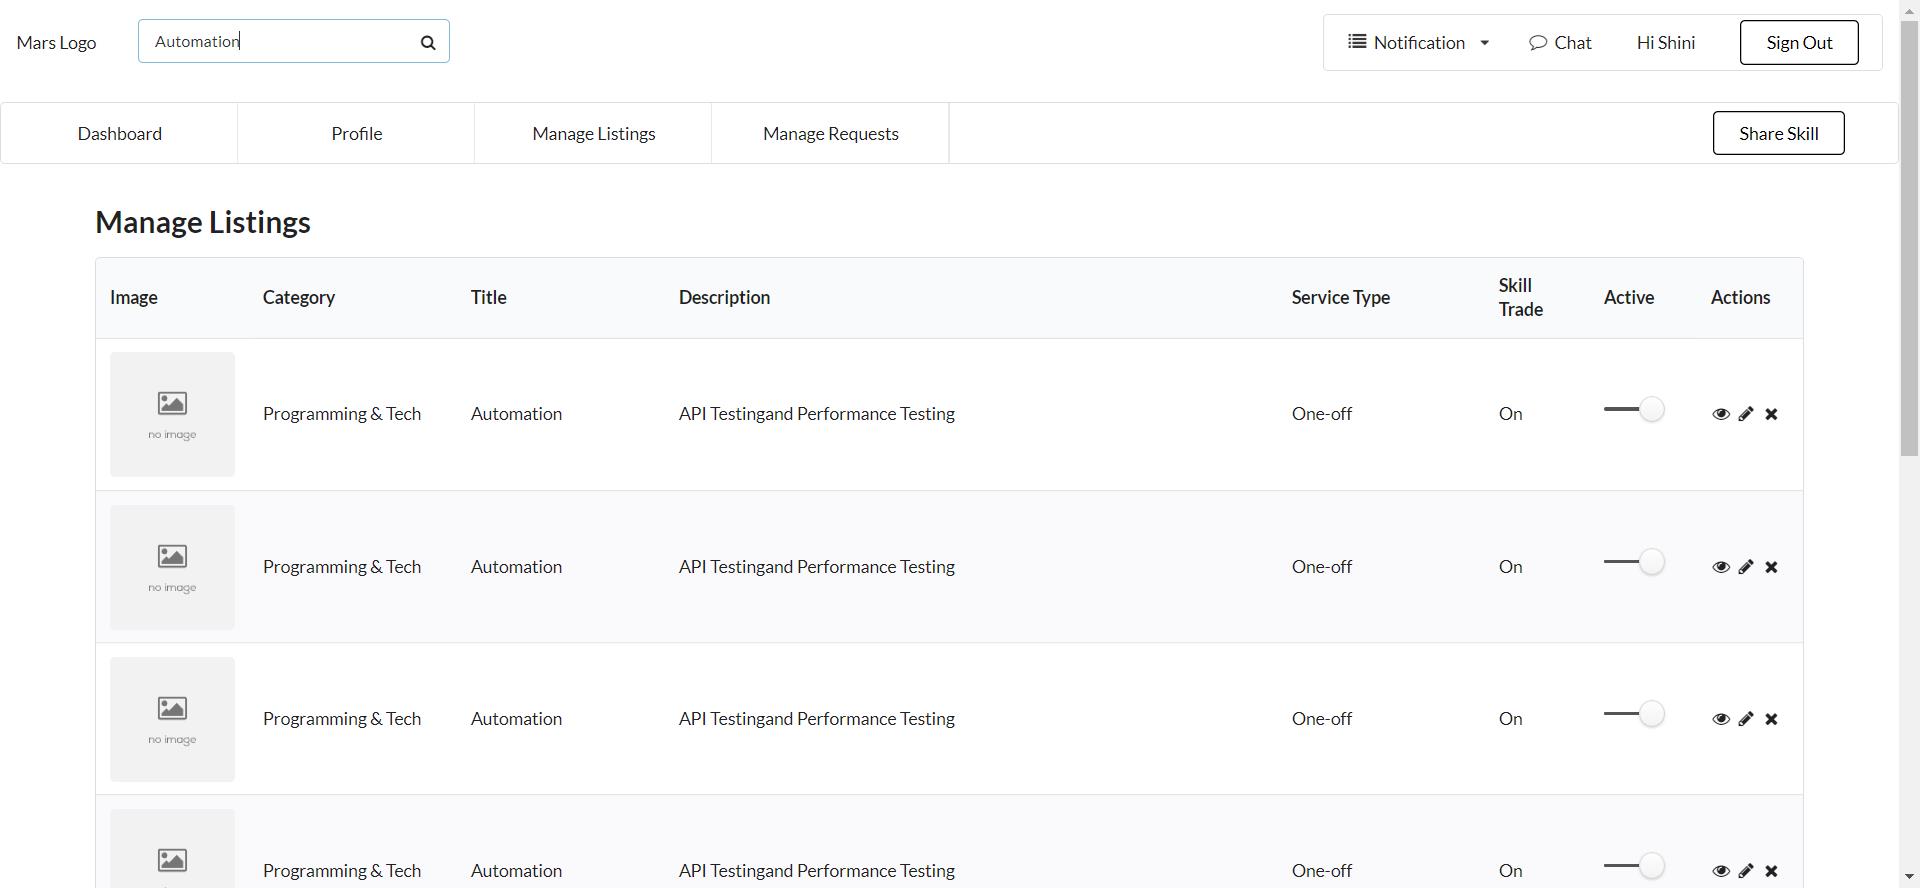 Mars Logo
Automation
Notification
Chat
Hi Shini
Sign Out
Dashboard
Profile
Manage Listings
Manage Requests
Share Skill
Manage Listings
Image Category Title Description Service Type Skill Trade Active Actions
no image
Programming & Tech Automation API Testingand Performance Testing One-off On
no image
Programming & Tech Automation API Testingand Performance Testing One-off On
no image
Programming & Tech Automation API Testingand Performance Testing One-off On
Programming & Tech Automation API Testingand Performance Testing One-off On